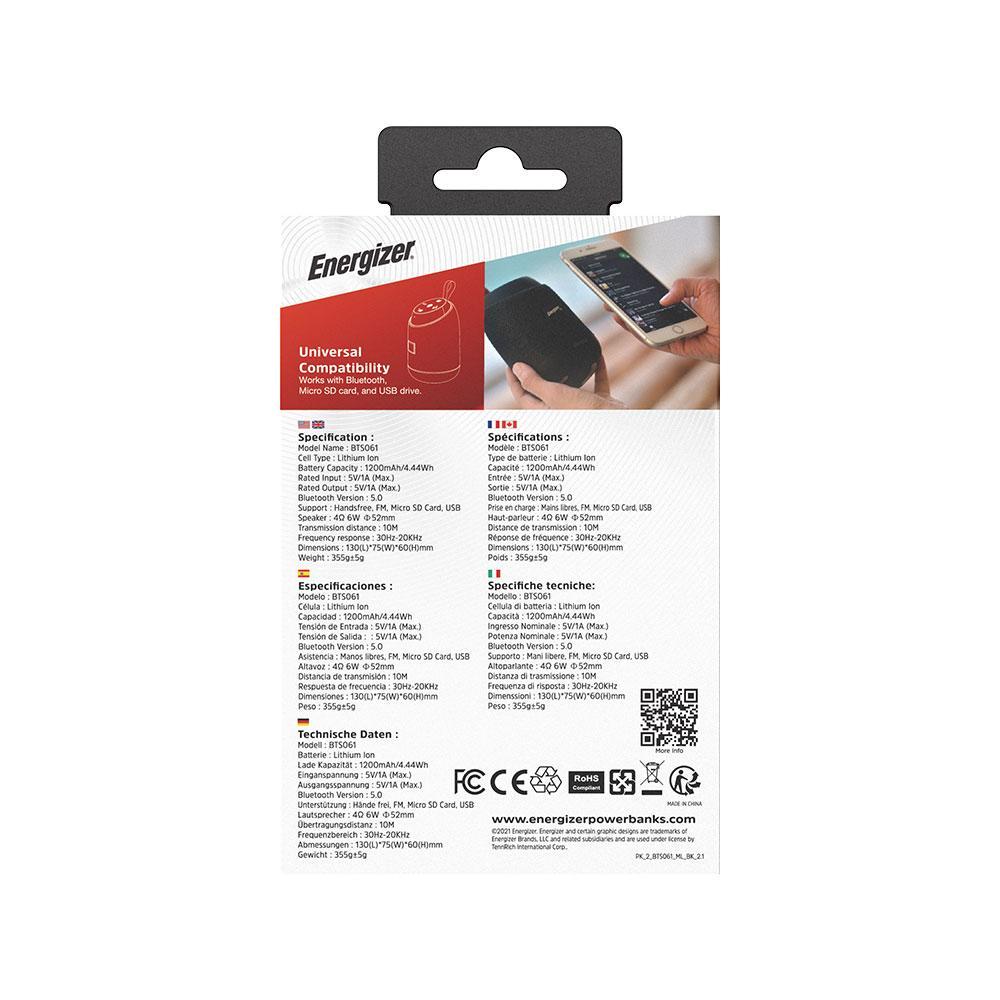 Energizer
Universal
Compatibility
Works with Bluetooth,
Micro SD card, and USB drive.
Specification :
Model Name : BTS061
Cell Type : Lithium Ion
Battery Capacity : 1200mAh/4.44Wh
Rated Input : 5V/1A (Max.)
Rated Output : 5V/1A (Max.)
Bluetooth Version : 5.0
Support : Handsfree, FM, Micro SD Card, USB
Speaker : 4Ω 6W Φ52mm
Transmission distance : 10M
Frequency response : 30Hz-20KHz
Dimensions : 130(L)*75(W)*60(H)mm
Weight : 355g±5g
Spécifications :
Modèle : BTS061
Type de batterie : Lithium Ion
Capacité : 1200mAh/4.44Wh
Entrée : 5V/1A (Max.)
Sortie : 5V/1A (Max.)
Bluetooth Version : 5.0
Prise en charge : Mains libres, FM, Micro SD Card, USB
Haut-parleur : 4Ω 6W Φ52mm
Distance de transmission : 10M
Réponse de fréquence : 30Hz-20KHz
Dimensions : 130(L)*75(W)*60(H)mm
Poids : 355g±5g
Especificaciones :
Modelo : BTS061
Célula : Lithium Ion
Capacidad : 1200mAh/4.44Wh
Tensión de Entrada : 5V/1A (Max.)
Tensión de Salida : : 5V/1A (Max.)
Bluetooth Version : 5.0
Asistencia : Manos libres, FM, Micro SD Card, USB
Altavoz : 4Ω 6W Φ52mm
Distancia de transmisión : 10M
Respuesta de frecuencia : 30Hz-20KHz
Dimensiones : 130(L)*75(W)*60(H)mm
Peso : 355g±5g
Specifiche tecniche:
Modello : BTS061
Cellula di batteria : Lithium Ion
Capacità : 1200mAh/4.44Wh
Ingresso Nominale : 5V/1A (Max.)
Potenza Nominale : 5V/1A (Max.)
Bluetooth Version : 5.0
Supporto : Mani libere, FM, Micro SD Card, USB
Altoparlante : 4Ω 6W Φ52mm
Distanza di trasmissione : 10M
Frequenza di risposta : 30Hz-20KHz
Dimenssioni : 130(L)*75(W)*60(H)mm
Peso : 355g±5g
Technische Daten :
Modell : BTS061
Batterie : Lithium Ion
Lade Kapazität : 1200mAh/4.44Wh
Einganspannung : 5V/1A (Max.)
Ausgangsspannung : 5V/1A (Max.)
Bluetooth Version : 5.0
Unterstützung : Hände frei, FM, Micro SD Card, USB
Lautsprecher : 4Ω 6W Φ52mm
Übertragungsdistanz : 10M
Frequenzbereich : 30Hz-20KHz
Abmessungen : 130(L)*75(W)*60(H)mm
Gewicht : 355g±5g
More Info
FC CE RoHS
Compliant
MADE IN CHINA
www.energizerpowerbanks.com
©2021 Energizer. Energizer and certain graphic designs are trademarks of
Energizer Brands, LLC and related subsidiaries and are used under license by
TennRich International Corp.
PK_2_BTS061_ML_BK_2.1